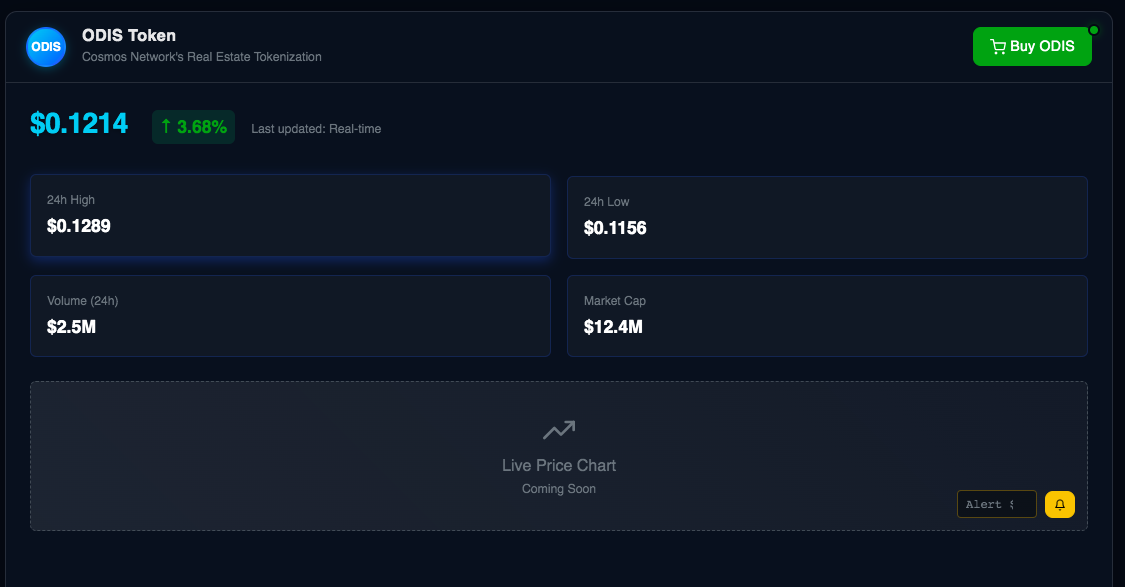 ODIS
ODIS Token
Cosmos Network's Real Estate Tokenization
Buy ODIS
$0.1214
↑ 3.68%
Last updated: Real-time
24h High
$0.1289
24h Low
$0.1156
Volume (24h)
$2.5M
Market Cap
$12.4M
Live Price Chart
Coming Soon
Alert $